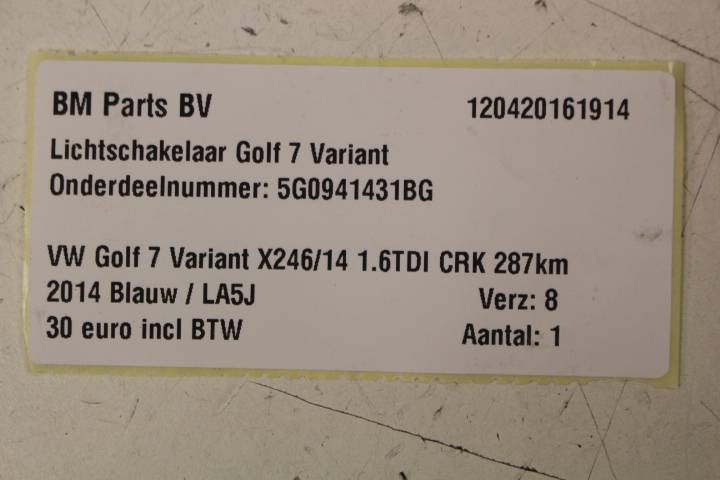 BM Parts BV 120420161914
Lichtschakelaar Golf 7 Variant
Onderdeelnummer: 5G0941431BG
VW Golf 7 Variant X246/14 1.6TDI CRK 287km
2014 Blauw / LA5J Verz: 8
30 euro incl BTW Aantal: 1